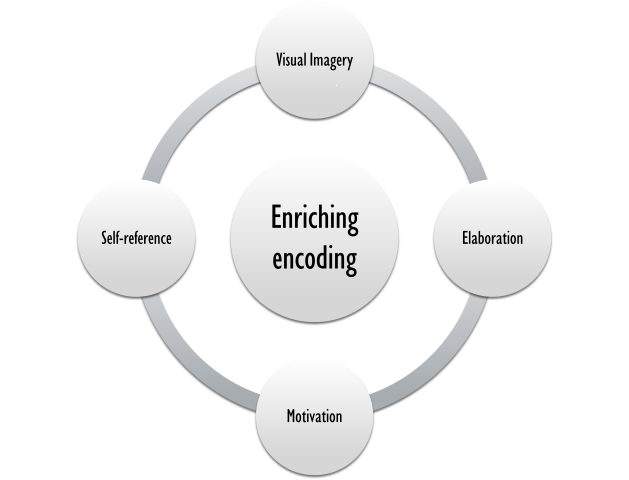 Visual Imagery
Self-reference
Enriching
encoding
Elaboration
Motivation